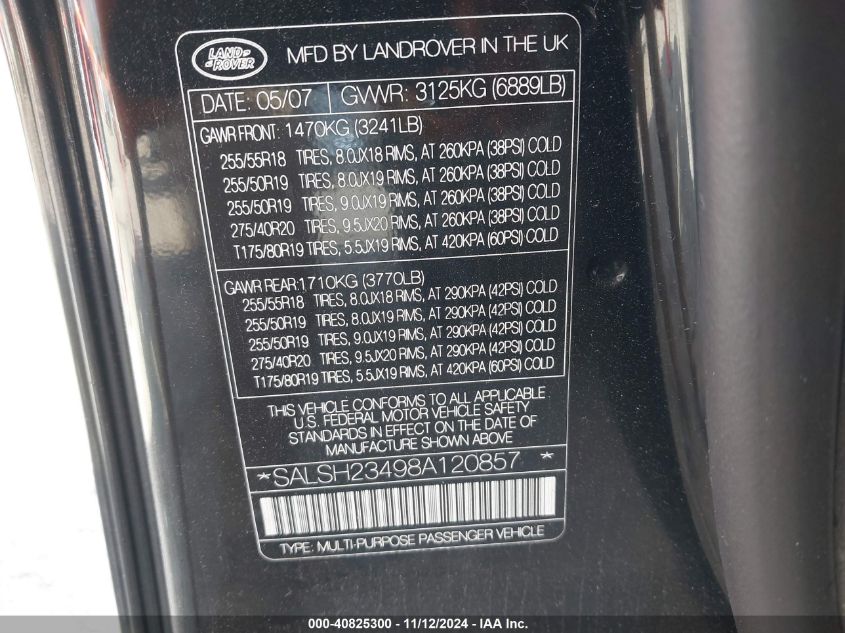 LAND ROVER
MFD BY LANDROVER IN THE UK
DATE: 05/07 GVWR: 3125KG (6889LB)
GAWR FRONT: 1470KG (3241LB)
255/55R18 TIRES, 8.0JX18 RIMS, AT 260KPA (38PSI) COLD
255/50R19 TIRES, 8.0JX19 RIMS, AT 260KPA (38PSI) COLD
255/50R19 TIRES, 9.0JX19 RIMS, AT 260KPA (38PSI) COLD
275/40R20 TIRES, 9.5JX20 RIMS, AT 260KPA (38PSI) COLD
T175/80R19 TIRES, 5.5JX19 RIMS, AT 420KPA (60PSI) COLD
GAWR REAR: 1710KG (3770LB)
255/55R18 TIRES, 8.0JX18 RIMS, AT 290KPA (42PSI) COLD
255/50R19 TIRES, 8.0JX19 RIMS, AT 290KPA (42PSI) COLD
255/50R19 TIRES, 9.0JX19 RIMS, AT 290KPA (42PSI) COLD
275/40R20 TIRES, 9.5JX20 RIMS, AT 290KPA (42PSI) COLD
T175/80R19 TIRES, 5.5JX19 RIMS, AT 420KPA (60PSI) COLD
THIS VEHICLE CONFORMS TO ALL APPLICABLE
U.S. FEDERAL MOTOR VEHICLE SAFETY
STANDARDS IN EFFECT ON THE DATE OF
MANUFACTURE SHOWN ABOVE
*SALSH23498A120857*
TYPE: MULTI-PURPOSE PASSENGER VEHICLE
000-40825300 - 11/12/2024 - IAA Inc.